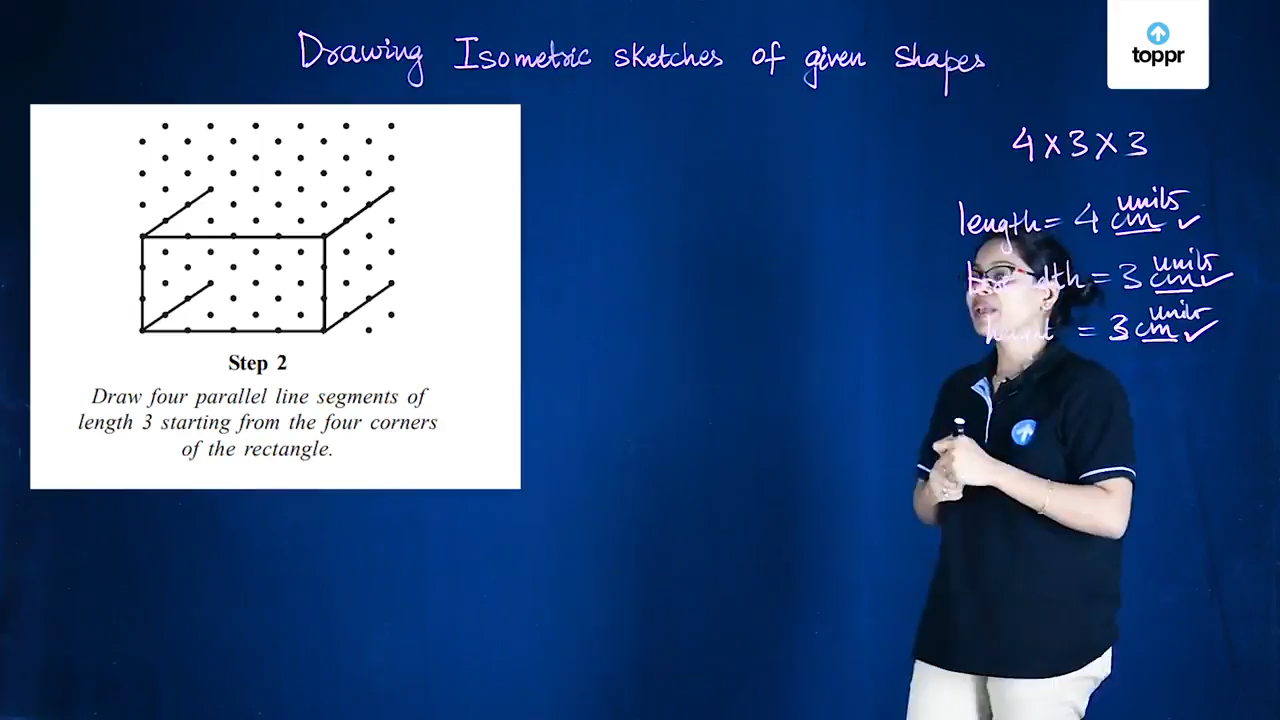 Drawing Isometric sketches of given shapes
toppr
4 x 3 x 3
length = 4 cm units ✓
= 3 cm units ✓
= 3 cm units ✓
Step 2
Draw four parallel line segments of
length 3 starting from the four corners
of the rectangle.